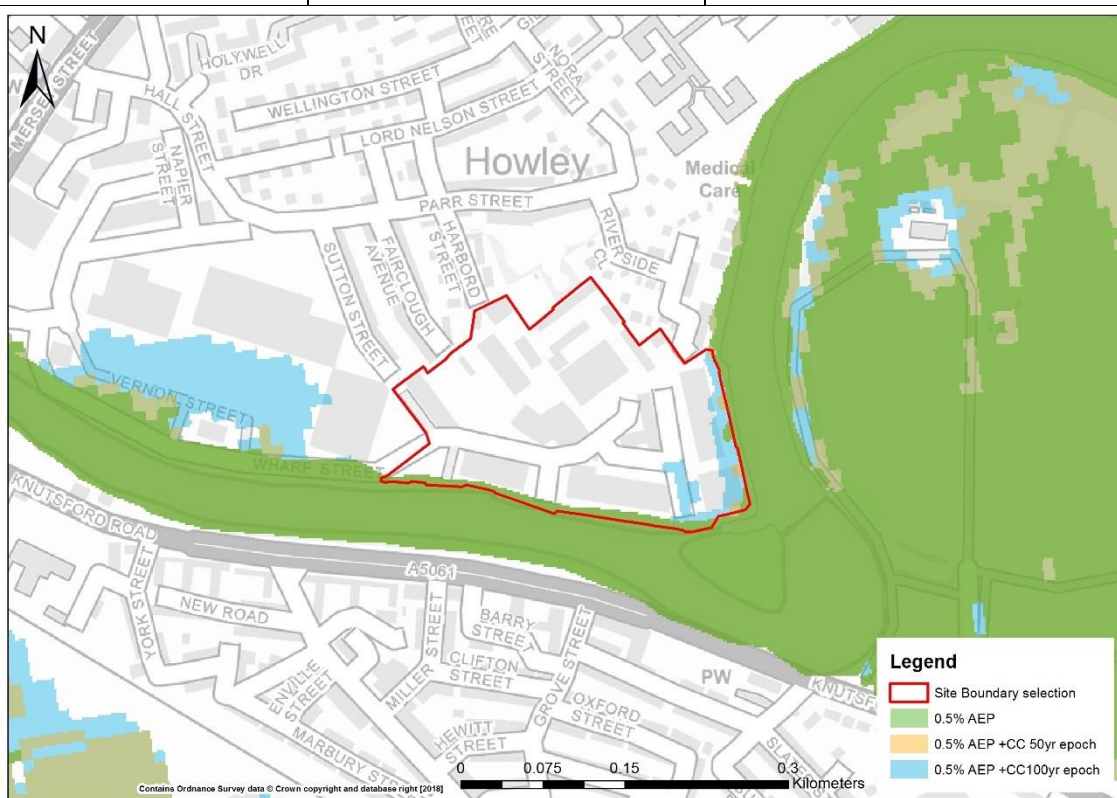 N
W
MERSEY STREET
HOLYWELL
DR
HALL STREET
WELLINGTON STREET
LORD NELSON STREET
NORA
STREET
NAPIER
STREET
Howley
Medical
Care
PARR STREET
RIVERSIDE
CL
SUTTON STREET
FAIRCLOUGH
AVENUE
HARBORD
STREET
VERNON STREET
WHARF STREET
KNUTSFORD ROAD
A5061
YORK STREET
NEW ROAD
ENVILLE
STREET
MILLER STREET
BARRY
STREET
CLIFTON
STREET
GROVE STREET
OXFORD
STREET
HEWITT
STREET
MARBURY STREET
PW
KNUTSF
SLA
Legend
Site Boundary selection
0.5% AEP
0.5% AEP +CC 50yr epoch
0.5% AEP +CC100yr epoch
0 0.075 0.15 0.3
Kilometers
Contains Ordnance Survey data © Crown copyright and database right [2018]